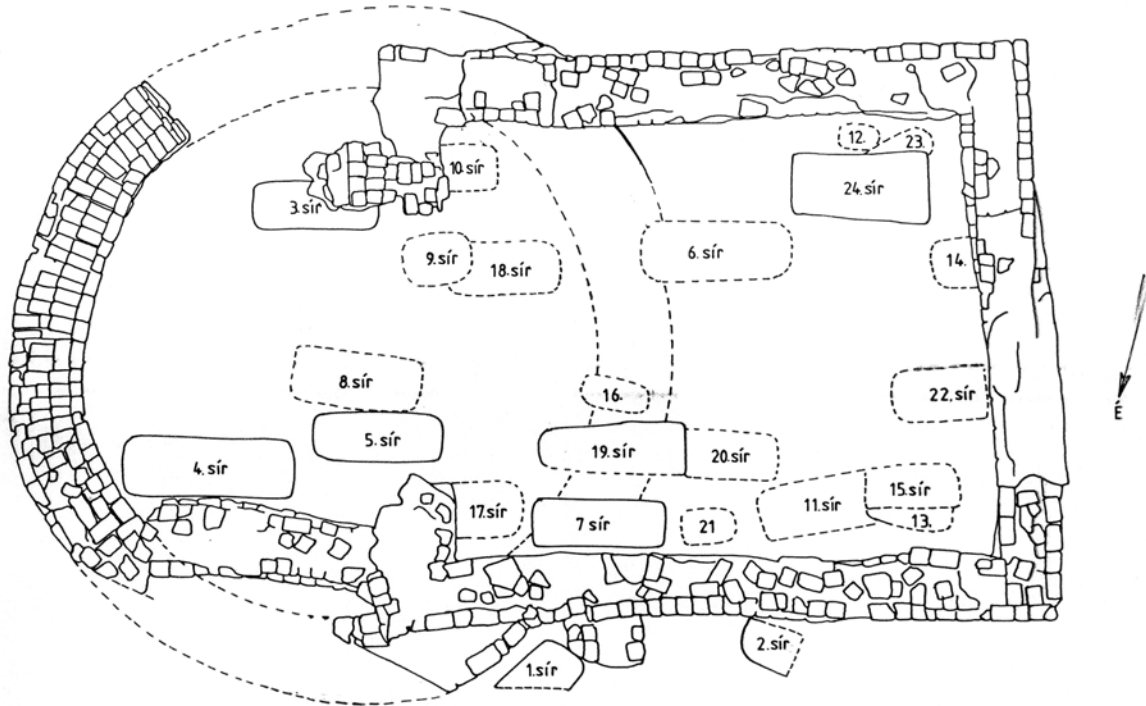 12.
23.
10. sír
24. sír
3. sír
9. sír
18. sír
6. sír
14.
8. sír
16.
22. sír
É
5. sír
19. sír
20. sír
4. sír
15. sír
17. sír
11. sír
7 sír
21
13.
2. sír
1. sír